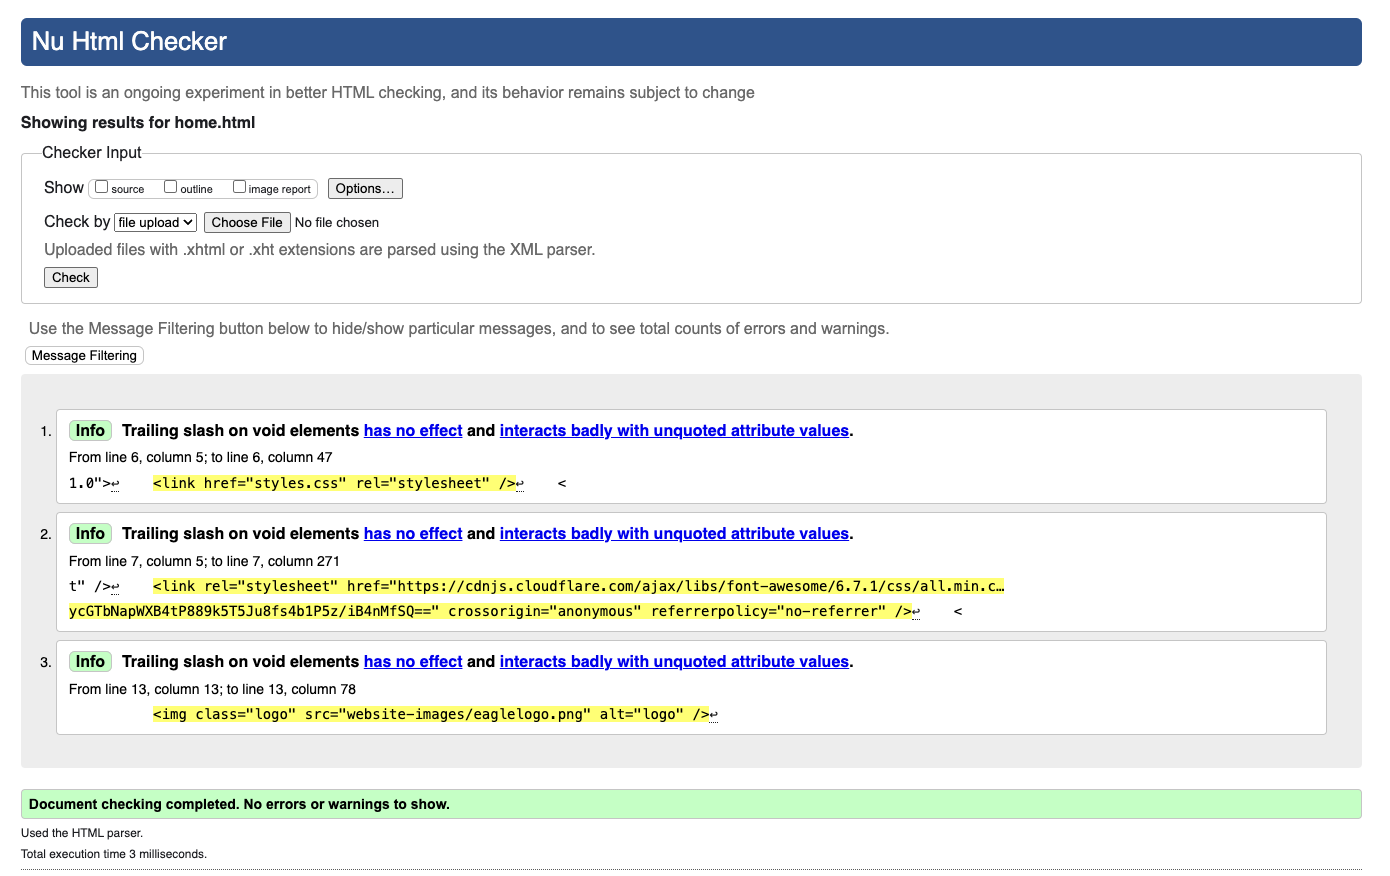 Nu Html Checker
This tool is an ongoing experiment in better HTML checking, and its behavior remains subject to change
Showing results for home.html
Checker Input
Show source outline image report Options...
Check by file upload Choose File No file chosen
Uploaded files with .xhtml or .xht extensions are parsed using the XML parser.
Check
Use the Message Filtering button below to hide/show particular messages, and to see total counts of errors and warnings.
Message Filtering
1. Info Trailing slash on void elements has no effect and interacts badly with unquoted attribute values.
From line 6, column 5; to line 6, column 47
1.0">↩ <link href="styles.css" rel="stylesheet" />↩ <
2. Info Trailing slash on void elements has no effect and interacts badly with unquoted attribute values.
From line 7, column 5; to line 7, column 271
t" />↩ <link rel="stylesheet" href="https://cdnjs.cloudflare.com/ajax/libs/font-awesome/6.7.1/css/all.min.c…
ycGTbNapWXB4tP889k5T5Ju8fs4b1P5z/iB4nMfSQ==" crossorigin="anonymous" referrerpolicy="no-referrer" />↩ <
3. Info Trailing slash on void elements has no effect and interacts badly with unquoted attribute values.
From line 13, column 13; to line 13, column 78
<img class="logo" src="website-images/eaglelogo.png" alt="logo" />↩
Document checking completed. No errors or warnings to show.
Used the HTML parser.
Total execution time 3 milliseconds.